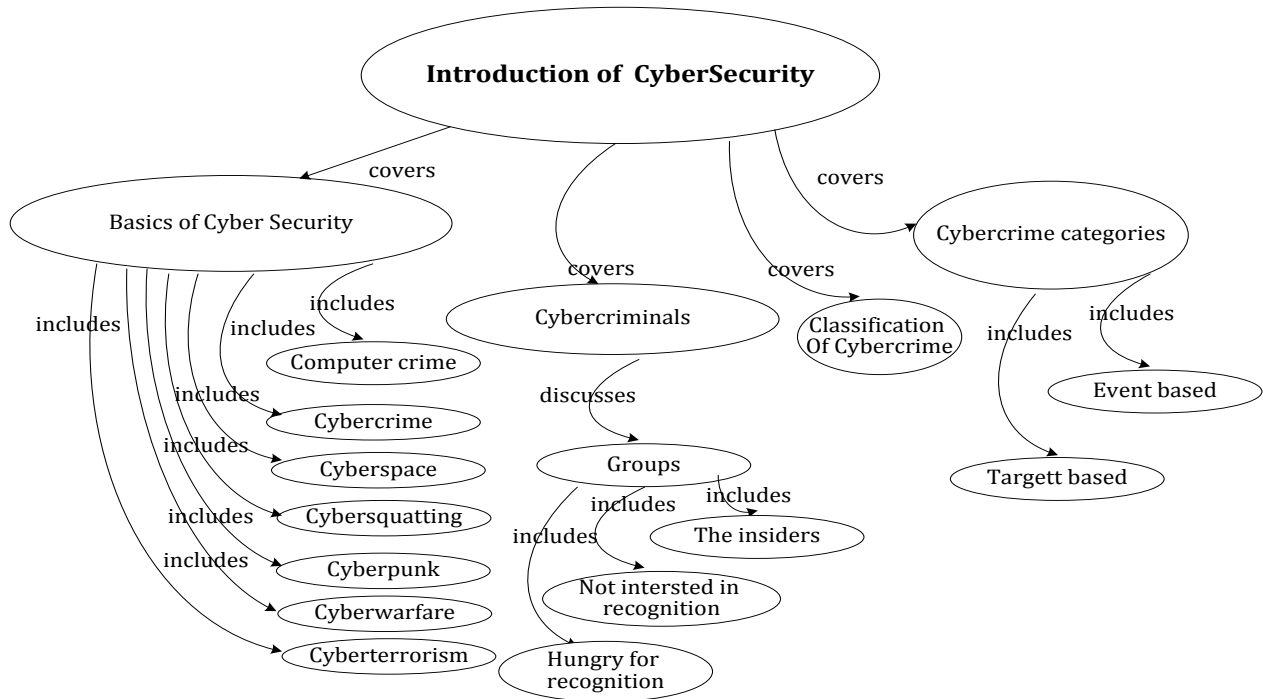 Introduction of CyberSecurity
covers
Basics of Cyber Security
covers
Cybercrime categories
covers
covers
includes
includes
includes
Cybercriminals
Classification
Of Cybercrime
includes
includes
Computer crime
Event based
includes
discusses
Cybercrime
includes
Cyberspace
Groups
Targett based
includes
includes
includes
Cybersquatting
includes
includes
The insiders
Cyberpunk
Not intersted in
recognition
Cyberwarfare
Cyberterrorism
Hungry for
recognition